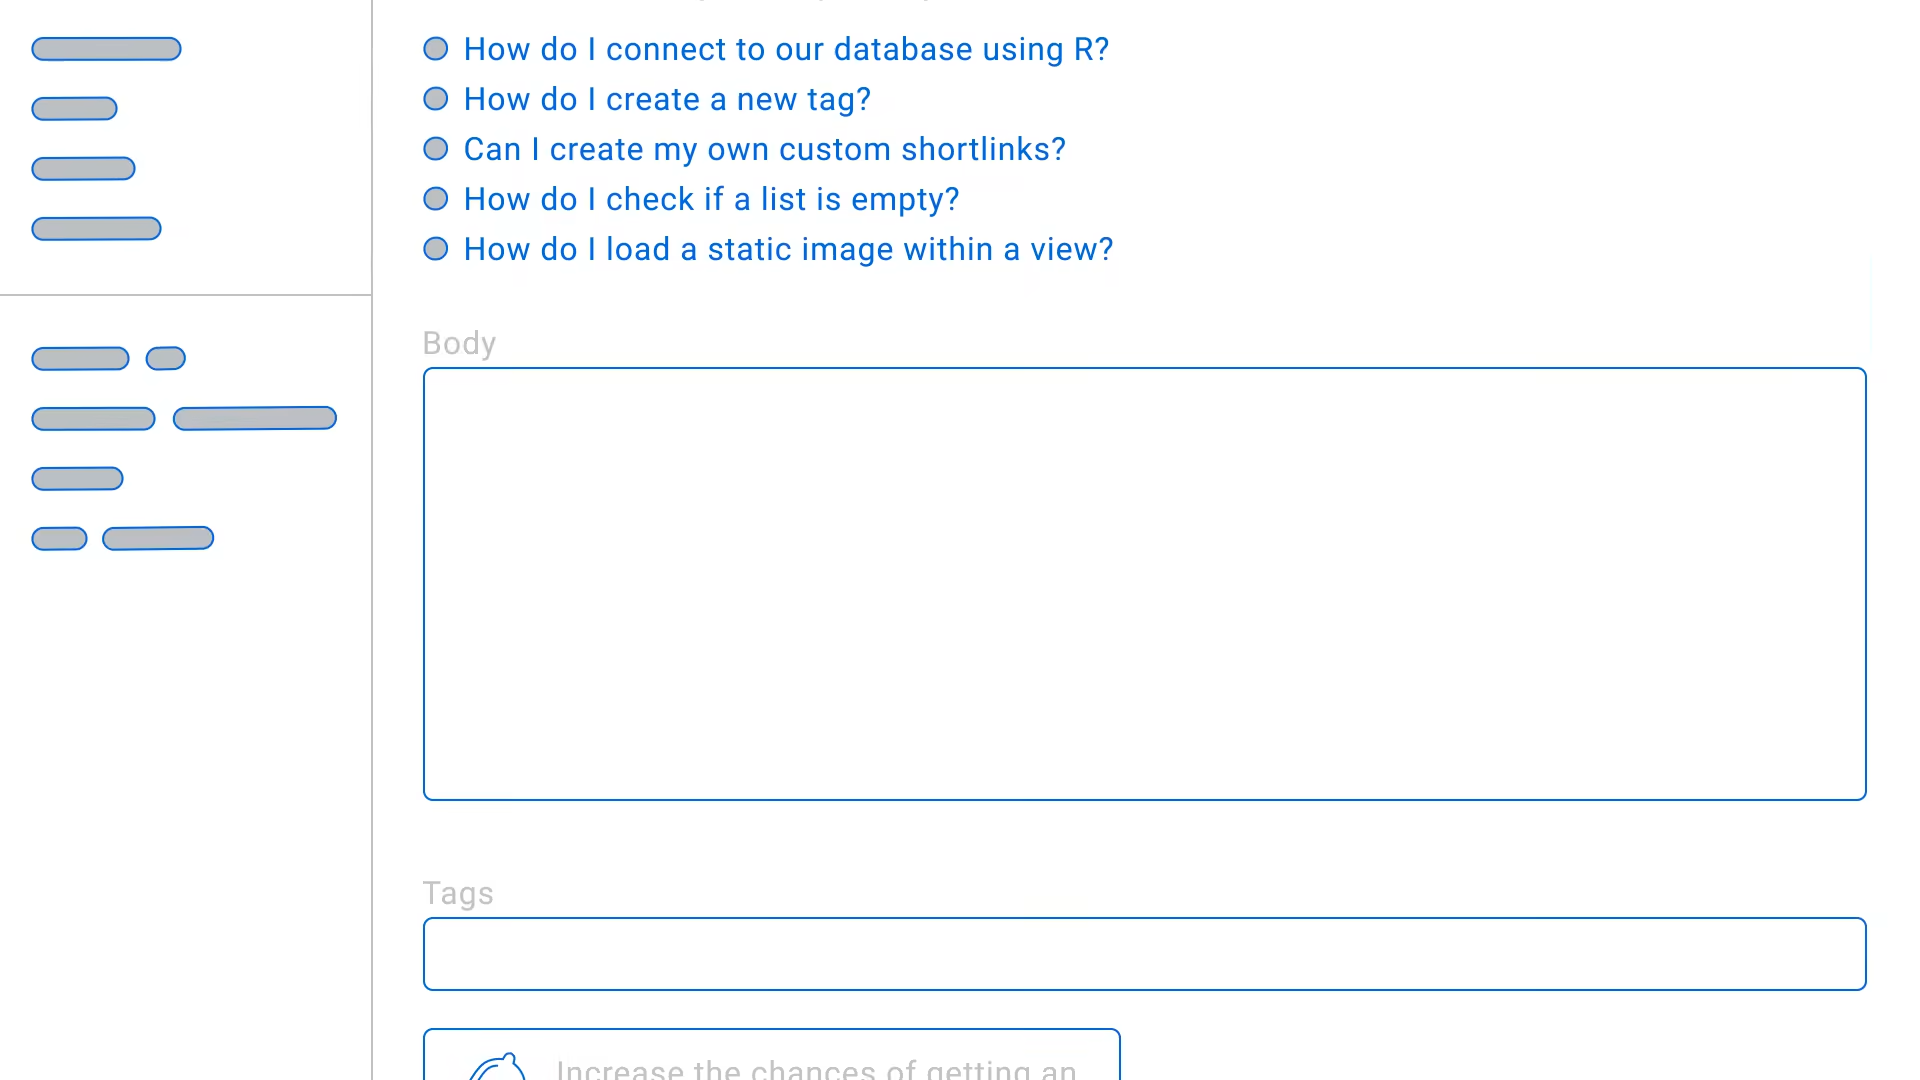 How do I connect to our database using R?
How do I create a new tag?
Can I create my own custom shortlinks?
How do I check if a list is empty?
How do I load a static image within a view?
Body
Tags
Increase the chances of getting an